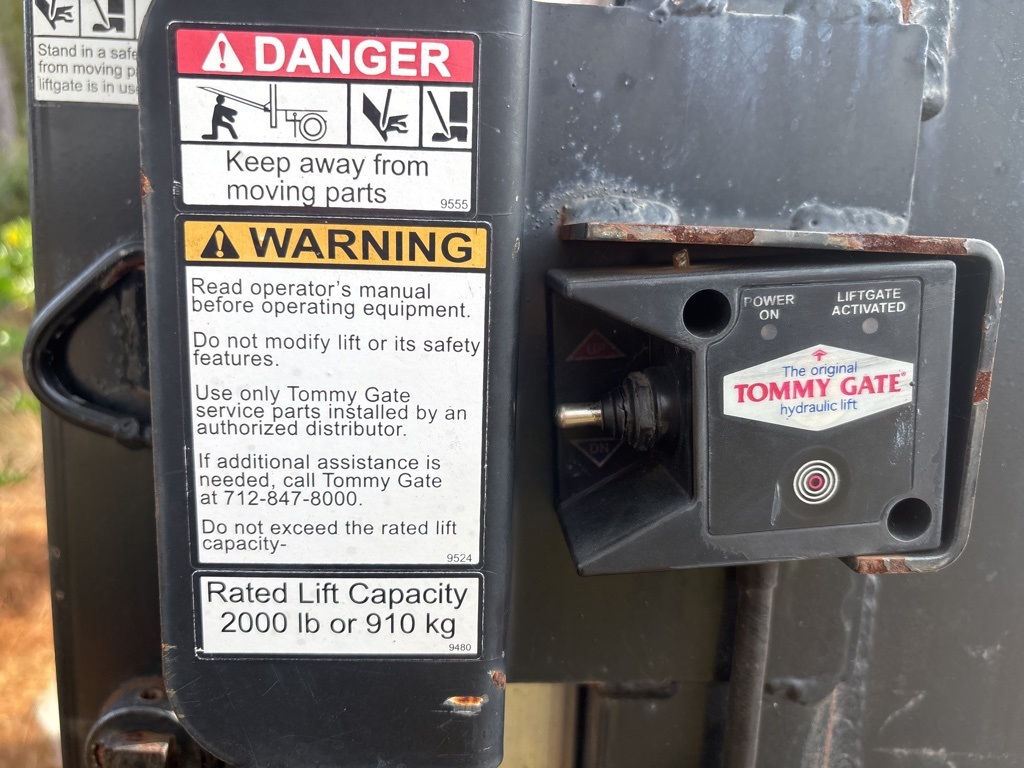 Stand in a safe
from moving
liftgate is in use
DANGER
Keep away from
moving parts
9555
WARNING
Read operator's manual
before operating equipment.
Do not modify lift or its safety
features.
Use only Tommy Gate
service parts installed by an
authorized distributor.
If additional assistance is
needed, call Tommy Gate
at 712-847-8000.
Do not exceed the rated lift
capacity-
9524
Rated Lift Capacity
2000 lb or 910 kg
9480
POWER
ON
LIFTGATE
ACTIVATED
The original
TOMMY GATE®
hydraulic lift
UP
DN